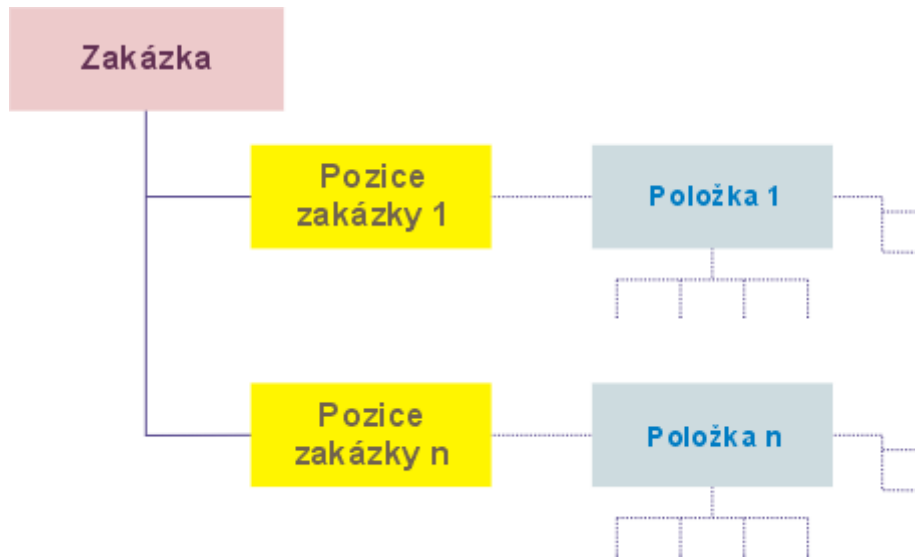 Zakázka
Pozice
zakázky 1
Položka 1
Pozice
zakázky n
Položka n